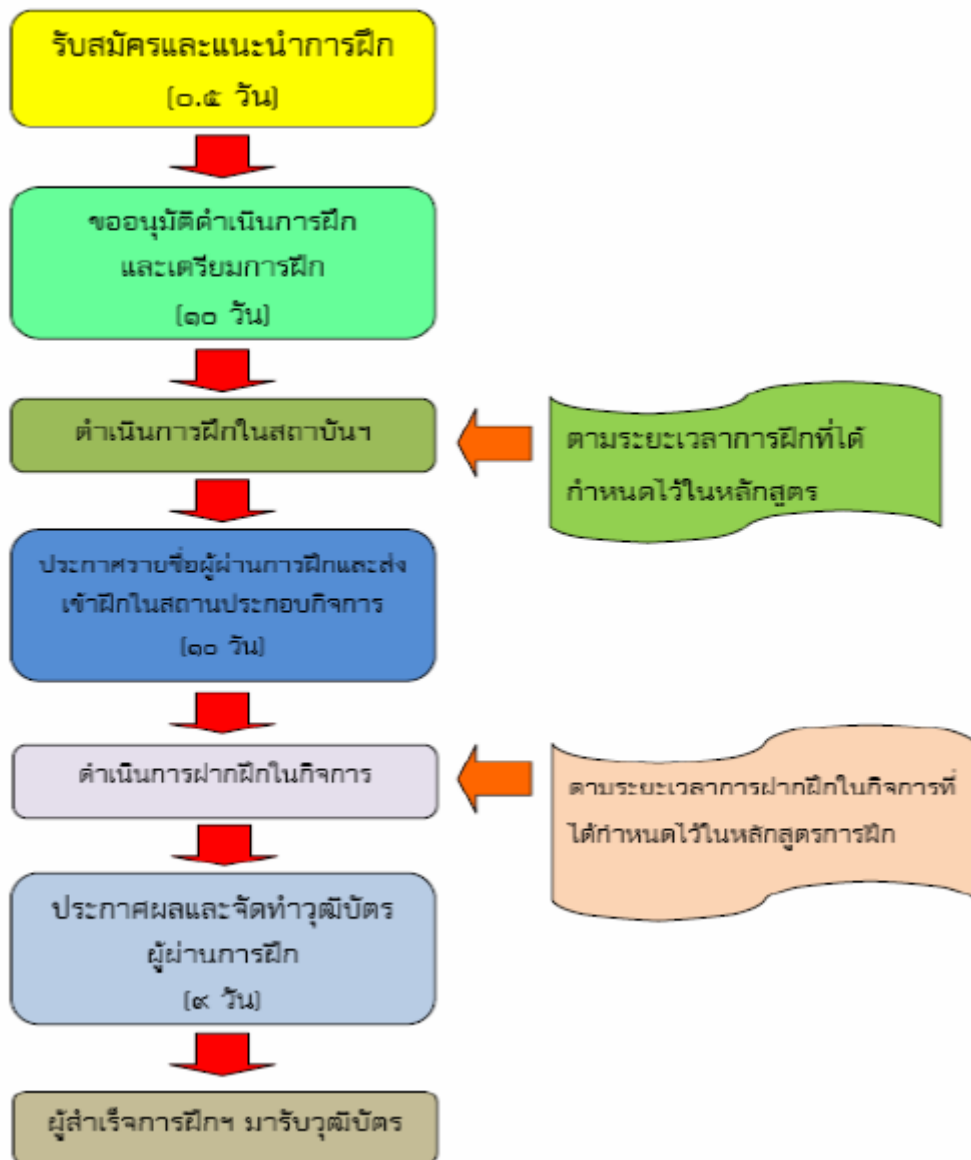 รับสมัครและแนะนำการฝึก
(๐.๕ วัน)
ขออนุมัติดำเนินการฝึก
และเตรียมการฝึก
(๑๐ วัน)
ดำเนินการฝึกในสถาบันฯ
ตามระยะเวลาการฝึกที่ได้
กำหนดไว้ในหลักสูตร
ประกาศรายชื่อผู้ผ่านการฝึกและส่ง
เข้าฝึกในสถานประกอบกิจการ
(๑๐ วัน)
ดำเนินการฝากฝึกในกิจการ
ตามระยะเวลาการฝากฝึกในกิจการที่
ได้กำหนดไว้ในหลักสูตรการฝึก
ประกาศผลและจัดทำวุฒิบัตร
ผู้ผ่านการฝึก
(๙ วัน)
ผู้สำเร็จการฝึกฯ มารับวุฒิบัตร